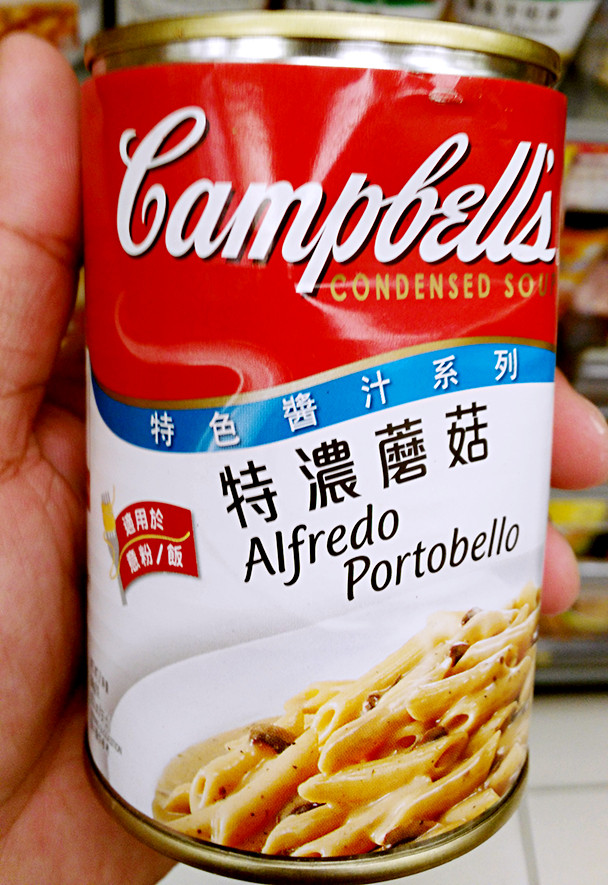 Campbell's
CONDENSED SOU
特色醬汁系列
特濃蘑菇
Alfredo
Portobello
適用於
意粉/飯